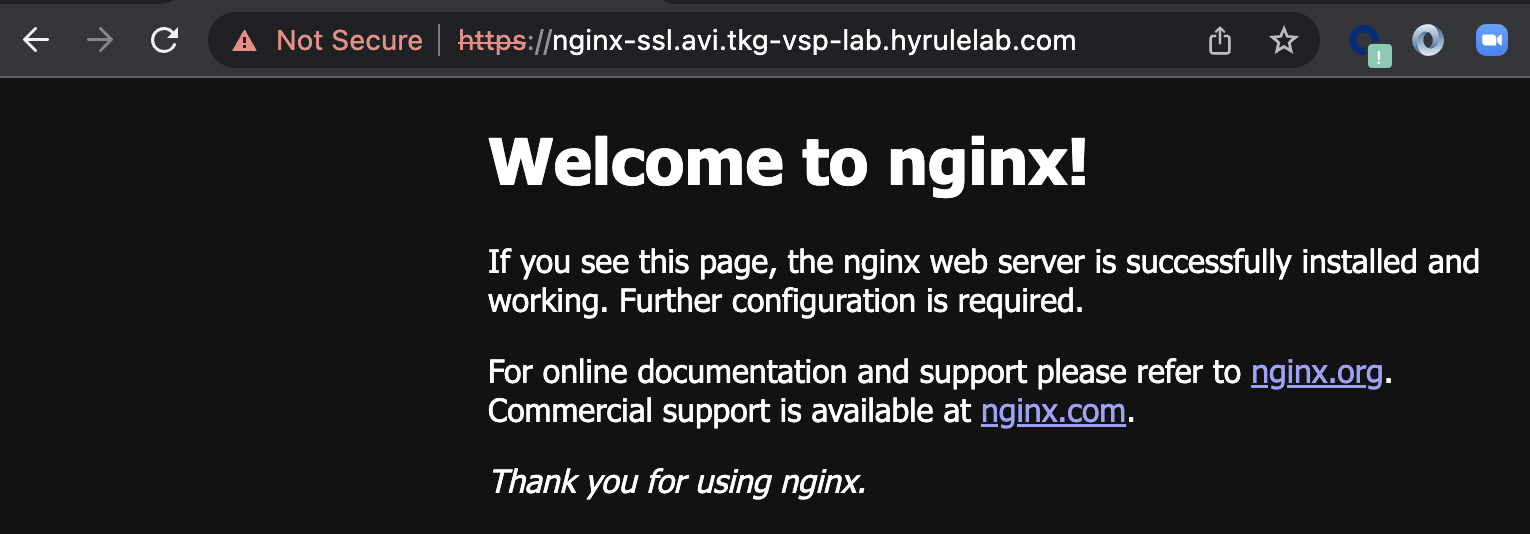 Not Secure https://nginx-ssl.avi.tkg-vsp-lab.hyrulelab.com
!
Welcome to nginx!
If you see this page, the nginx web server is successfully installed and
working. Further configuration is required.
For online documentation and support please refer to nginx.org.
Commercial support is available at nginx.com.
Thank you for using nginx.